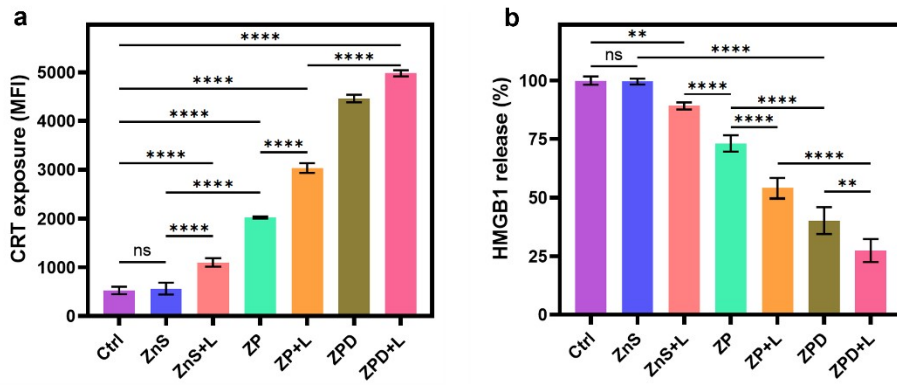 a
CRT exposure (MFI)
5000
4000
3000
2000
1000
0
****
****
****
****
****
****
****
****
ns
Ctrl
ZnS
ZnS+L
ZP
ZP+L
ZPD
ZPD+L
b
HMGB1 release (%)
100
75
50
25
0
**
ns
****
****
****
****
****
**
Ctrl
ZnS
ZnS+L
ZP
ZP+L
ZPD
ZPD+L